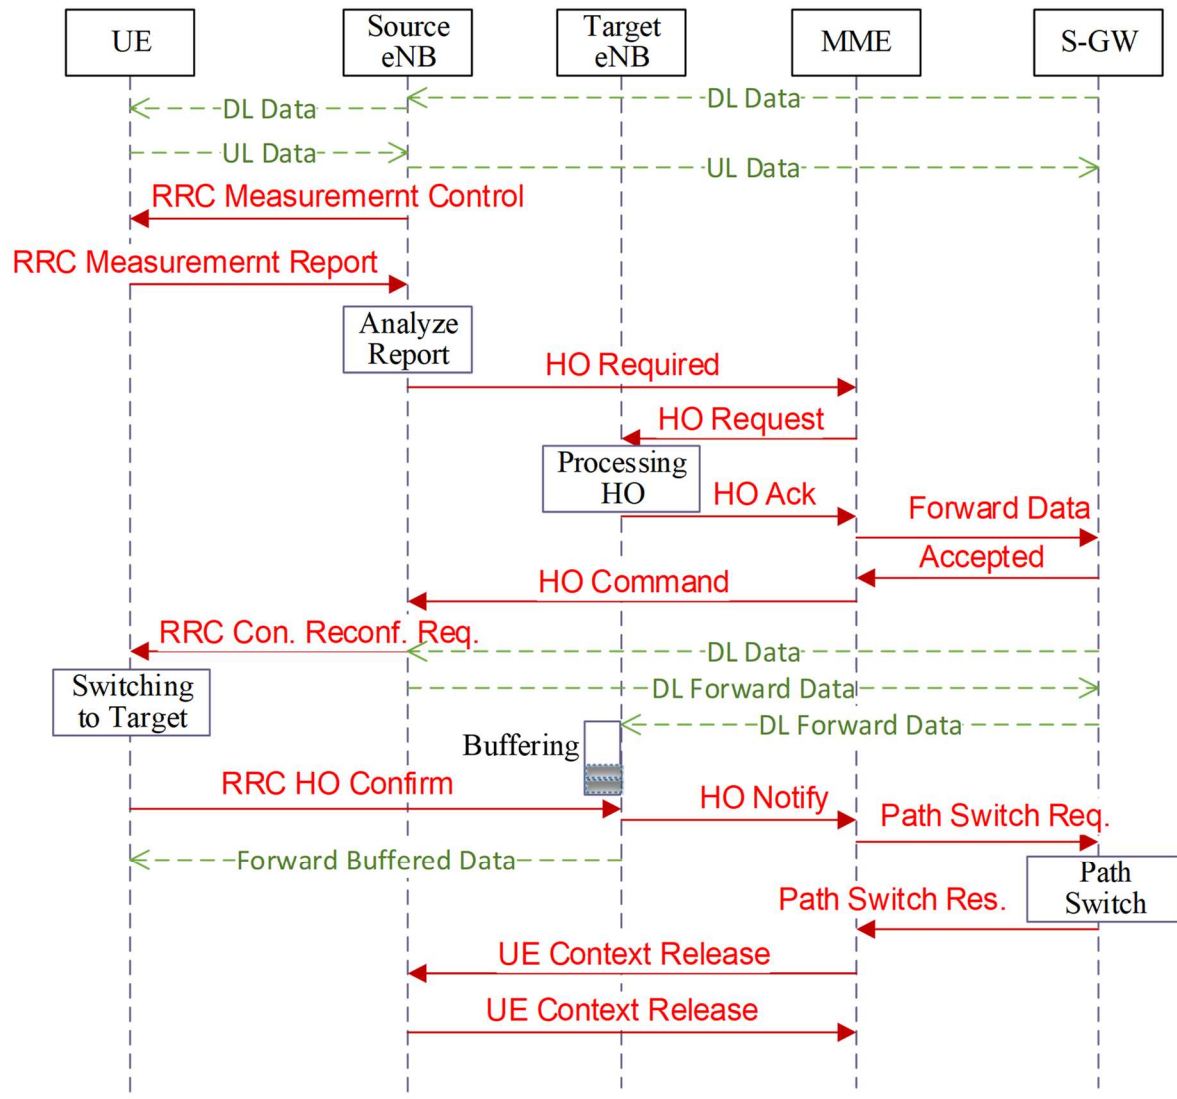 UE
Source
eNB
Target
eNB
MME
S-GW
DL Data
DL Data
UL Data
UL Data
RRC Measuremernt Control
RRC Measuremernt Report
Analyze
Report
HO Required
HO Request
Processing
HO
HO Ack
Forward Data
Accepted
HO Command
RRC Con. Reconf. Req.
DL Data
Switching
to Target
DL Forward Data
DL Forward Data
Buffering
RRC HO Confirm
HO Notify
Path Switch Req.
Forward Buffered Data
Path
Switch
Path Switch Res.
UE Context Release
UE Context Release